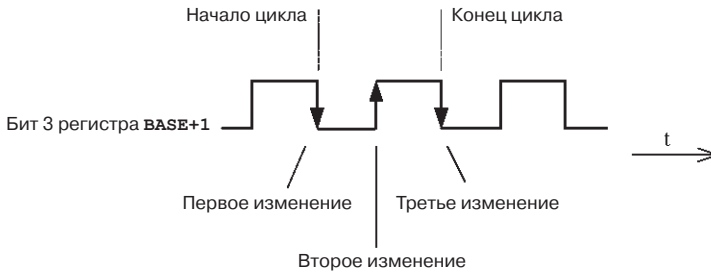 Начало цикла
Конец цикла
Бит 3 регистра BASE+1
t
Первое изменение
Третье изменение
Второе изменение